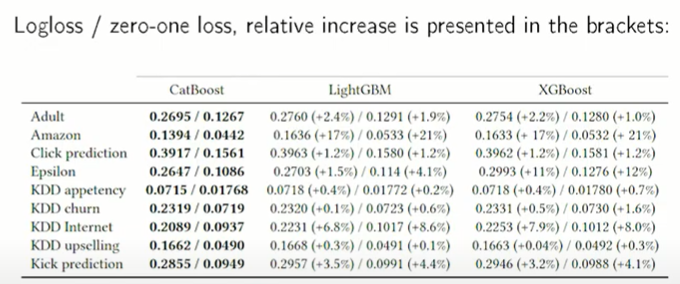 Logloss / zero-one loss, relative increase is presented in the brackets:
CatBoost LightGBM XGBoost
Adult 0.2695 / 0.1267 0.2760 (+2.4%) / 0.1291 (+1.9%) 0.2754 (+2.2%) / 0.1280 (+1.0%)
Amazon 0.1394 / 0.0442 0.1636 (+17%) / 0.0533 (+21%) 0.1633 (+ 17%) / 0.0532 (+ 21%)
Click prediction 0.3917 / 0.1561 0.3963 (+1.2%) / 0.1580 (+1.2%) 0.3962 (+1.2%) / 0.1581 (+1.2%)
Epsilon 0.2647 / 0.1086 0.2703 (+1.5%) / 0.114 (+4.1%) 0.2993 (+11%) / 0.1276 (+12%)
KDD appetency 0.0715 / 0.01768 0.0718 (+0.4%) / 0.01772 (+0.2%) 0.0718 (+0.4%) / 0.01780 (+0.7%)
KDD churn 0.2319 / 0.0719 0.2320 (+0.1%) / 0.0723 (+0.6%) 0.2331 (+0.5%) / 0.0730 (+1.6%)
KDD Internet 0.2089 / 0.0937 0.2231 (+6.8%) / 0.1017 (+8.6%) 0.2253 (+7.9%) / 0.1012 (+8.0%)
KDD upselling 0.1662 / 0.0490 0.1668 (+0.3%) / 0.0491 (+0.1%) 0.1663 (+0.04%) / 0.0492 (+0.3%)
Kick prediction 0.2855 / 0.0949 0.2957 (+3.5%) / 0.0991 (+4.4%) 0.2946 (+3.2%) / 0.0988 (+4.1%)